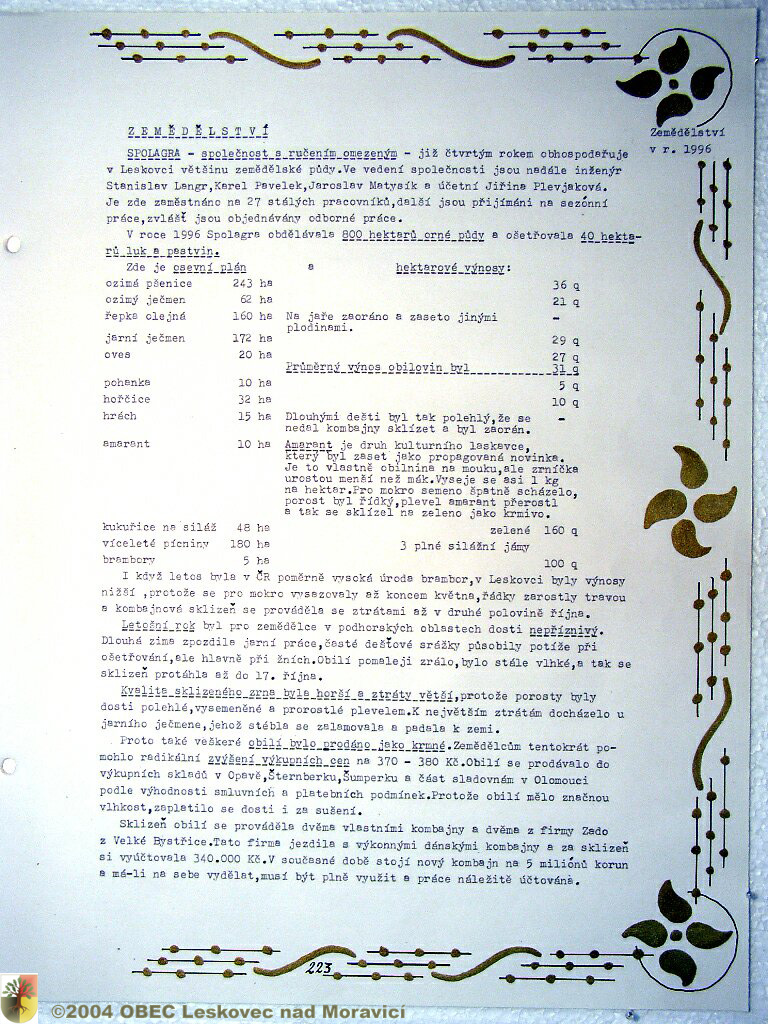 Z E M Ě D Ě L S T V Í
Zemědělství
v r. 1996
SPOLAGRA - společnost s ručením omezeným - již čtvrtým rokem obhospodařuje
v Leskovci většinu zemědělské půdy.Ve vedení společnosti jsou nadále inženýr
Stanislav Langr,Karel Pavelek,Jaroslav Matysík a účetní Jiřina Plevjaková.
Je zde zaměstnáno na 27 stálých pracovníků,další jsou přijímáni na sezónní
práce,zvlášť jsou objednávány odborné práce.
V roce 1996 Spolagra obdělávala 800 hektarů orné půdy a ošetřovala 40 hekta-
rů luk a pastvin.
Zde je osevní plán a hektarové výnosy:
ozimá pšenice 243 ha 36 q
ozimý ječmen 62 ha 21 q
řepka olejná 160 ha Na jaře zaoráno a zaseto jinými -
plodinami.
jarní ječmen 172 ha 29 q
oves 20 ha 27 q
Průměrný výnos obilovin byl 31 q
pohanka 10 ha 5 q
hořčice 32 ha 10 q
hrách 15 ha Dlouhými dešti byl tak polehlý,že se -
nedal kombajny sklízet a byl zaorán.
amarant 10 ha Amarant je druh kulturního laskavce,
který byl zaset jako propagovaná novinka.
Je to vlastně obilnina na mouku,ale zrníčka
urostou menší než mák.Vyseje se asi 1 kg
na hektar.Pro mokro semeno špatně scházelo,
porost byl řídký,plevel amarant přerostl
a tak se sklízel na zeleno jako krmivo.
kukuřice na siláž 48 ha zelené 160 q
víceleté pícniny 180 ha 3 plné silážní jámy
brambory 5 ha 100 q
I když letos byla v ČR poměrně vysoká úroda brambor,v Leskovci byly výnosy
nižší ,protože se pro mokro vysazovaly až koncem května,řádky zarostly travou
a kombajnová sklizeň se prováděla se ztrátami až v druhé polovině října.
Letošní rok byl pro zemědělce v podhorských oblastech dosti nepříznivý.
Dlouhá zima zpozdila jarní práce,časté dešťové srážky působily potíže při
ošetřování,ale hlavně při žních.Obilí pomaleji zrálo,bylo stále vlhké,a tak se
sklizeň protáhla až do 17. října.
Kvalita sklizeného zrna byla horší a ztráty větší,protože porosty byly
dosti polehlé,vysemeněné a prorostlé plevelem.K největším ztrátám docházelo u
jarního ječmene,jehož stébla se zalamovala a padala k zemi.
Proto také veškeré obilí bylo prodáno jako krmné.Zemědělcům tentokrát po-
mohlo radikální zvýšení výkupních cen na 370 - 380 Kč.Obilí se prodávalo do
výkupních skladů v Opavě,Šternberku,Šumperku a část sladovnám v Olomouci
podle výhodnosti smluvních a platebních podmínek.Protože obilí mělo značnou
vlhkost,zaplatilo se dosti i za sušení.
Sklizeň obilí se prováděla dvěma vlastními kombajny a dvěma z firmy Zado
z Velké Bystřice.Tato firma jezdila s výkonnými dánskými kombajny a za sklizeň
si vyúčtovala 340.000 Kč.V současné době stojí nový kombajn na 5 miliónů korun
a má-li na sebe vydělat,musí být plně využit a práce náležitě účtována.
223
©2004 OBEC Leskovec nad Moravicí